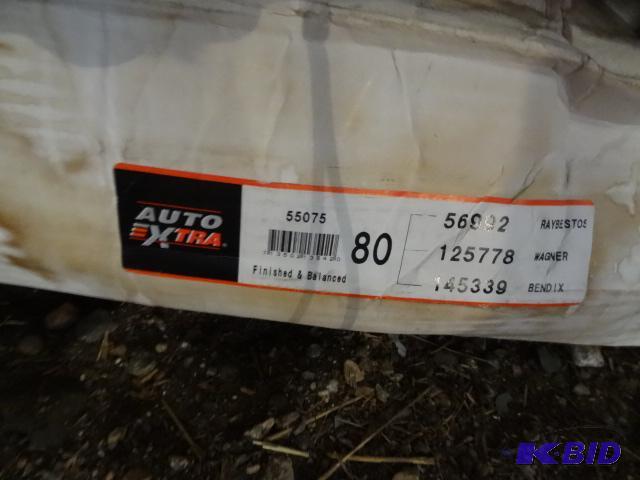 AUTO
EXTRA
55075
Finished & Balanced
80
56992 RAYBESTOS
125778 WAGNER
145339 BENDIX
K-BID